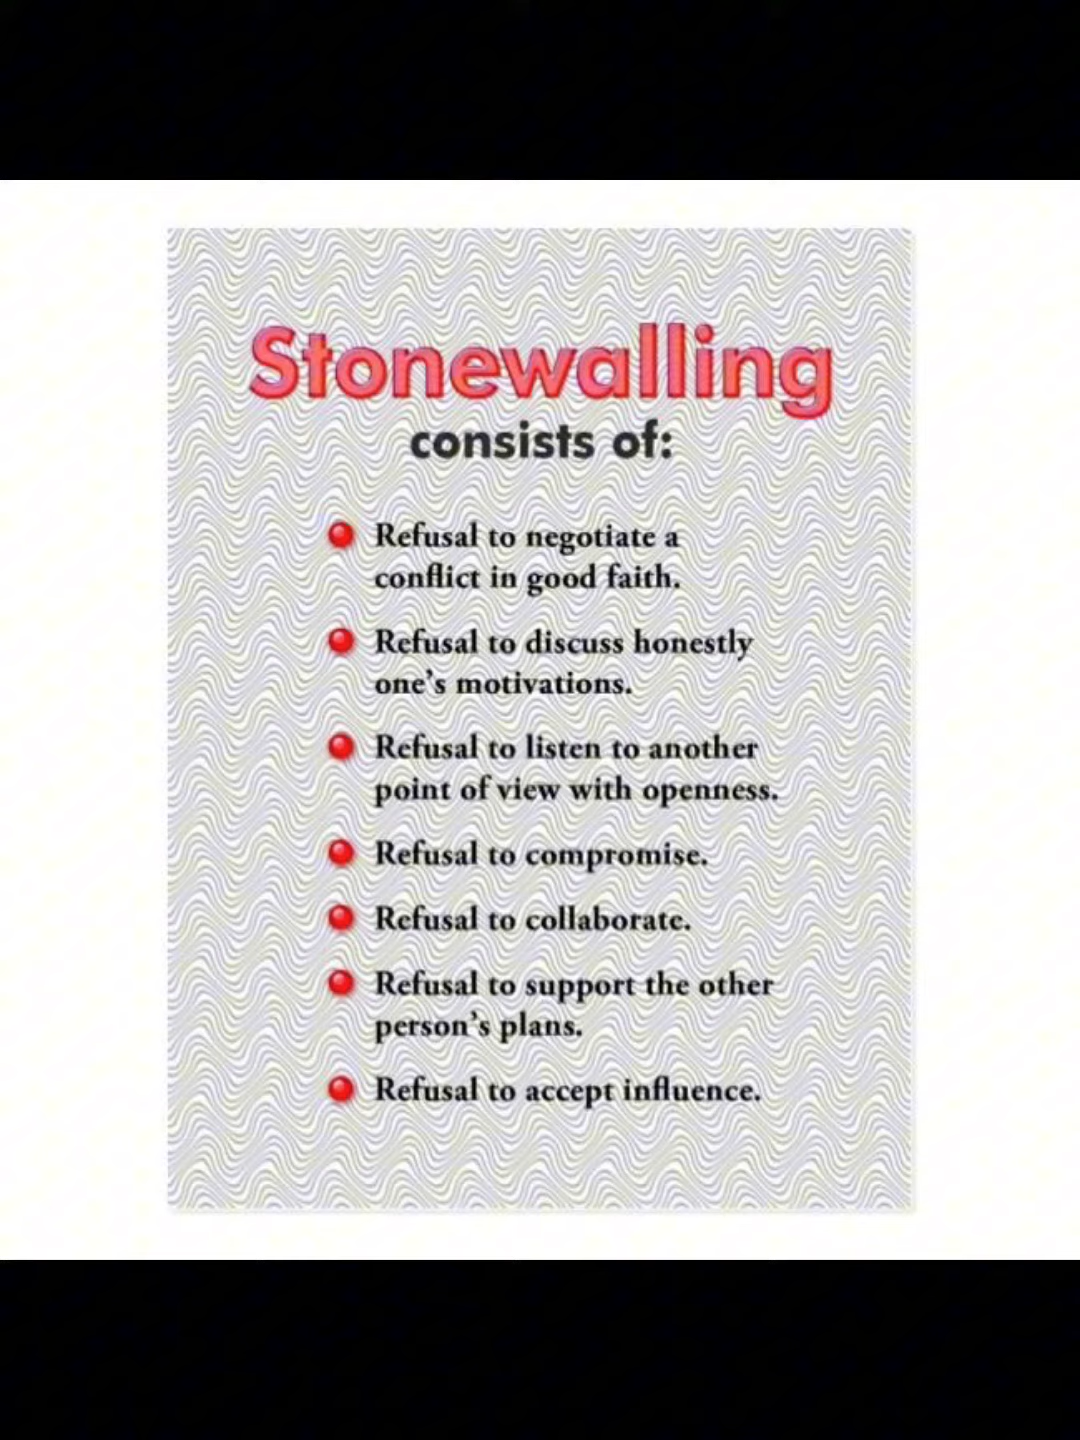 Stonewalling
consists of:
Refusal to negotiate a
conflict in good faith.
Refusal to discuss honestly
one's motivations.
Refusal to listen to another
point of view with openness.
Refusal to compromise.
Refusal to collaborate.
Refusal to support the other
person's plans.
Refusal to accept influence.